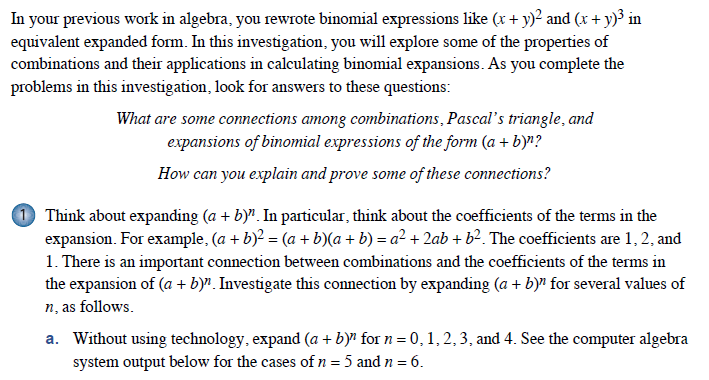 In your previous work in algebra, you rewrote binomial expressions like (x + y)² and (x + y)³ in
equivalent expanded form. In this investigation, you will explore some of the properties of
combinations and their applications in calculating binomial expansions. As you complete the
problems in this investigation, look for answers to these questions:
What are some connections among combinations, Pascal's triangle, and
expansions of binomial expressions of the form (a + b)ⁿ?
How can you explain and prove some of these connections?
1 Think about expanding (a + b)ⁿ. In particular, think about the coefficients of the terms in the
expansion. For example, (a + b)² = (a + b)(a + b) = a² + 2ab + b². The coefficients are 1, 2, and
1. There is an important connection between combinations and the coefficients of the terms in
the expansion of (a + b)ⁿ. Investigate this connection by expanding (a + b)ⁿ for several values of
n, as follows.
a. Without using technology, expand (a + b)ⁿ for n = 0, 1, 2, 3, and 4. See the computer algebra
system output below for the cases of n = 5 and n = 6.